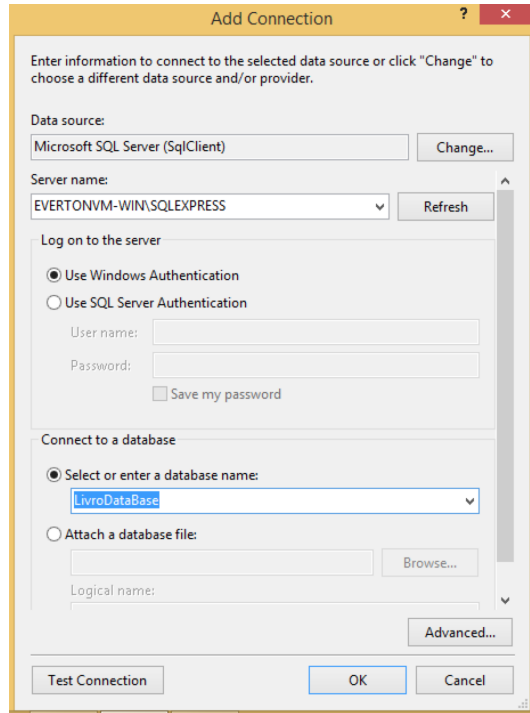 Add Connection
?
Enter information to connect to the selected data source or click "Change" to
choose a different data source and/or provider.
Data source:
Microsoft SQL Server (SqlClient)
Change...
Server name:
EVERTONVM-WIN\SQLEXPRESS
Refresh
Log on to the server
Use Windows Authentication
Use SQL Server Authentication
User name:
Password:
Save my password
Connect to a database
Select or enter a database name:
LivroDataBase
Attach a database file:
Browse...
Logical name:
Advanced...
Test Connection
OK
Cancel